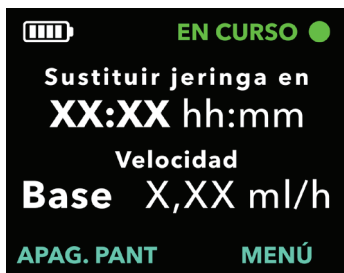 EN CURSO
Sustituir jeringa en
XX:XX hh:mm
Velocidad
Base X,XX ml/h
APAG. PANT MENÚ